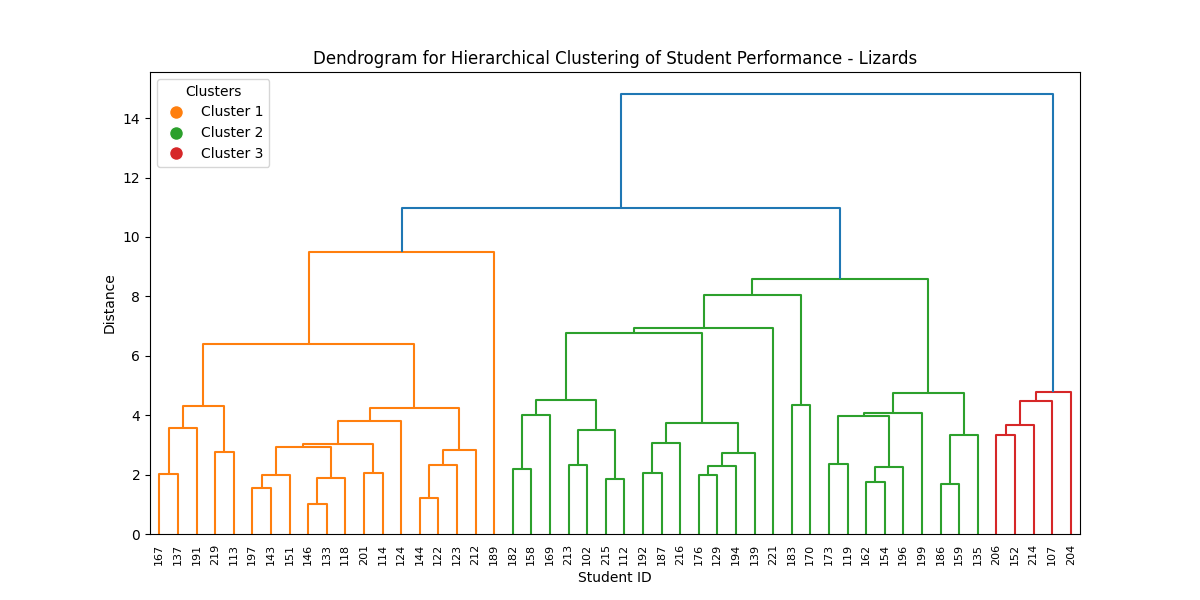 Dendrogram for Hierarchical Clustering of Student Performance - Lizards
Clusters
Cluster 1
Cluster 2
Cluster 3
14
12
10
8
6
4
2
0
Distance
167 137 191 219 113 197 143 151 146 133 118 201 114 124 144 122 123 212 189 182 158 169 213 102 215 112 192 187 216 176 129 194 139 221 183 170 173 119 162 154 196 199 186 159 135 206 152 214 107 204
Student ID